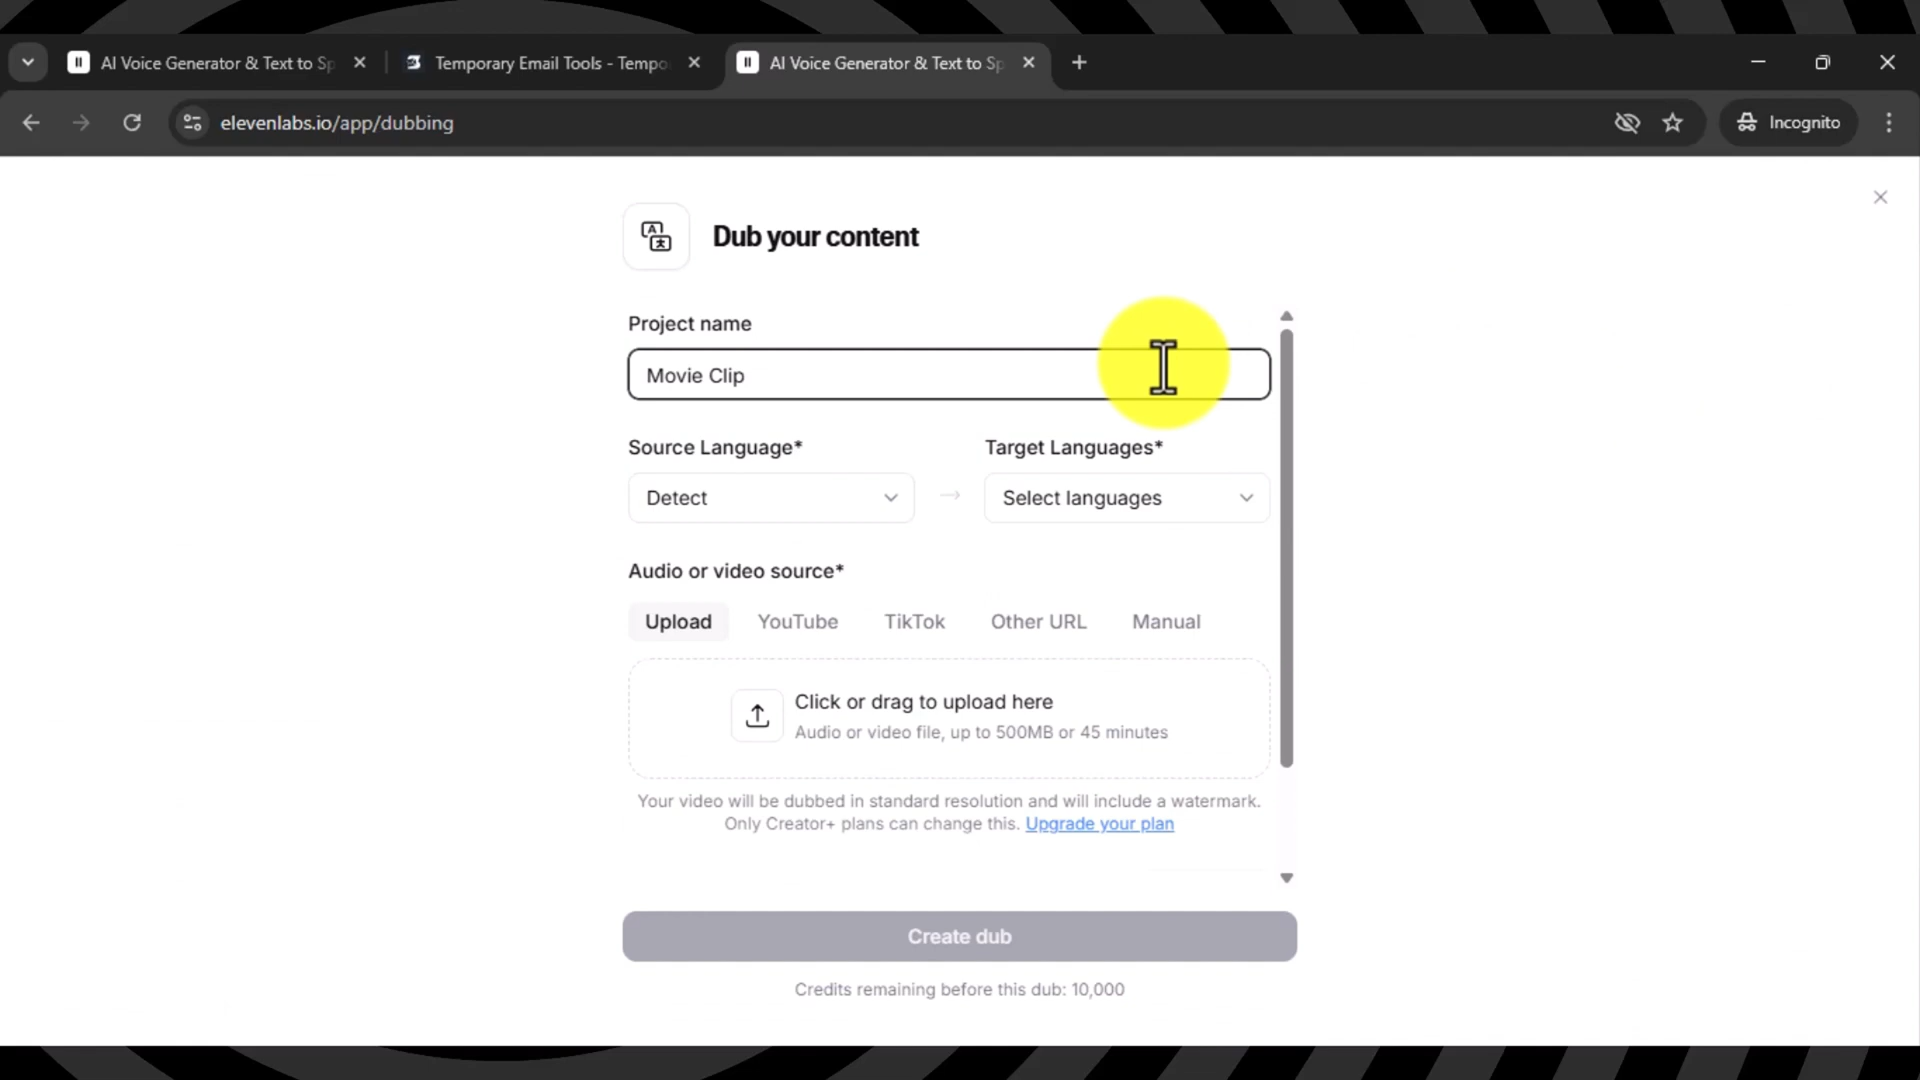 AI Voice Generator & Text to Sp
Temporary Email Tools - Tempo
AI Voice Generator & Text to Sp
elevenlabs.io/app/dubbing
Incognito
Dub your content
Project name
Movie Clip
Source Language*
Target Languages*
Detect
Select languages
Audio or video source*
Upload YouTube TikTok Other URL Manual
Click or drag to upload here
Audio or video file, up to 500MB or 45 minutes
Your video will be dubbed in standard resolution and will include a watermark.
Only Creator+ plans can change this. Upgrade your plan
Create dub
Credits remaining before this dub: 10,000